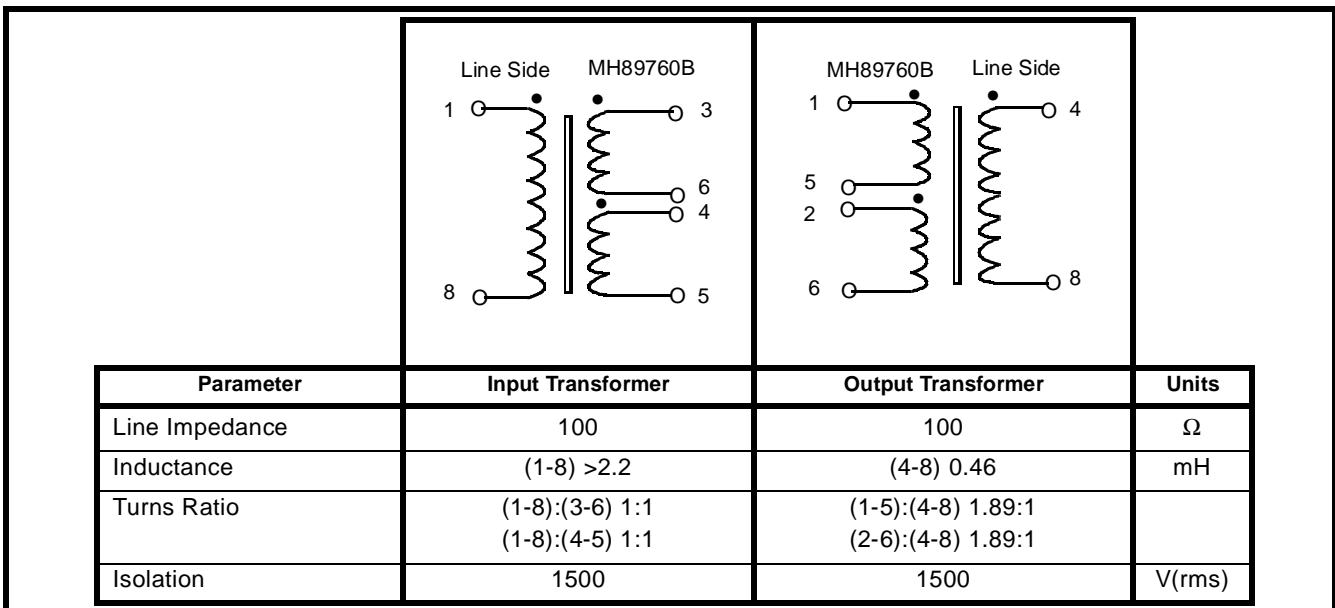 Line Side MH89760B
1 3
6
4
8 5
MH89760B Line Side
1 4
5
2
6 8
Parameter Input Transformer Output Transformer Units
Line Impedance 100 100 Ω
Inductance (1-8) >2.2 (4-8) 0.46 mH
Turns Ratio (1-8):(3-6) 1:1 (1-5):(4-8) 1.89:1
(1-8):(4-5) 1:1 (2-6):(4-8) 1.89:1
Isolation 1500 1500 V(rms)